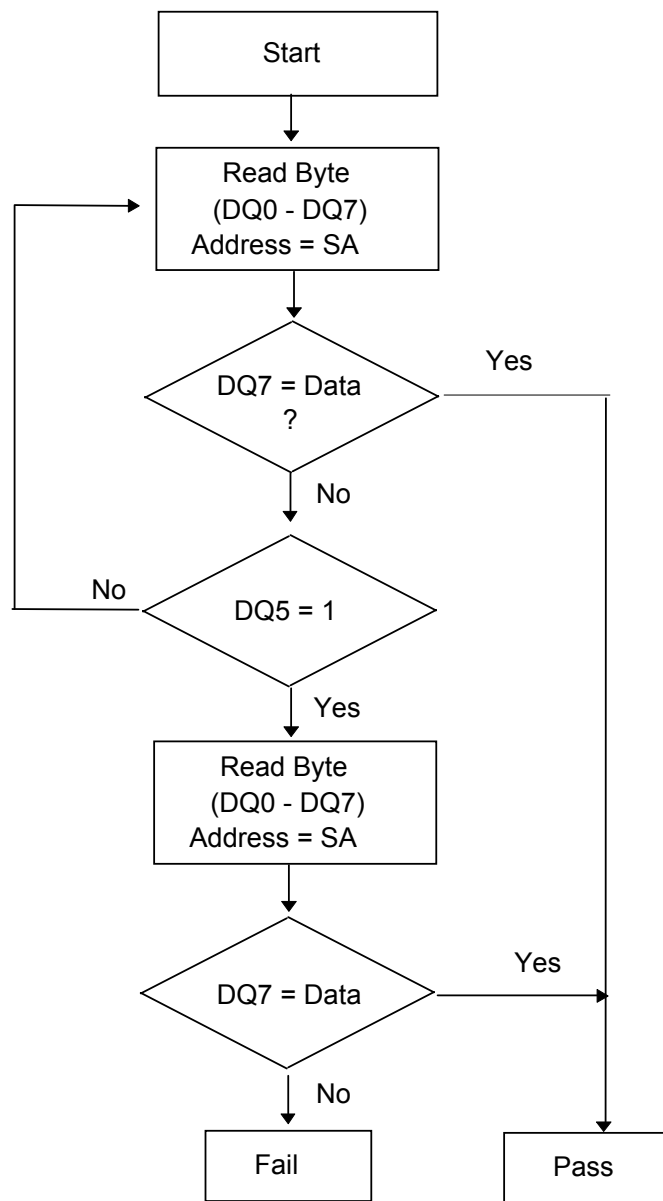 Start
Read Byte
(DQ0 - DQ7)
Address = SA
DQ7 = Data
?
Yes
No
DQ5 = 1
No
Yes
Read Byte
(DQ0 - DQ7)
Address = SA
DQ7 = Data
Yes
No
Fail
Pass